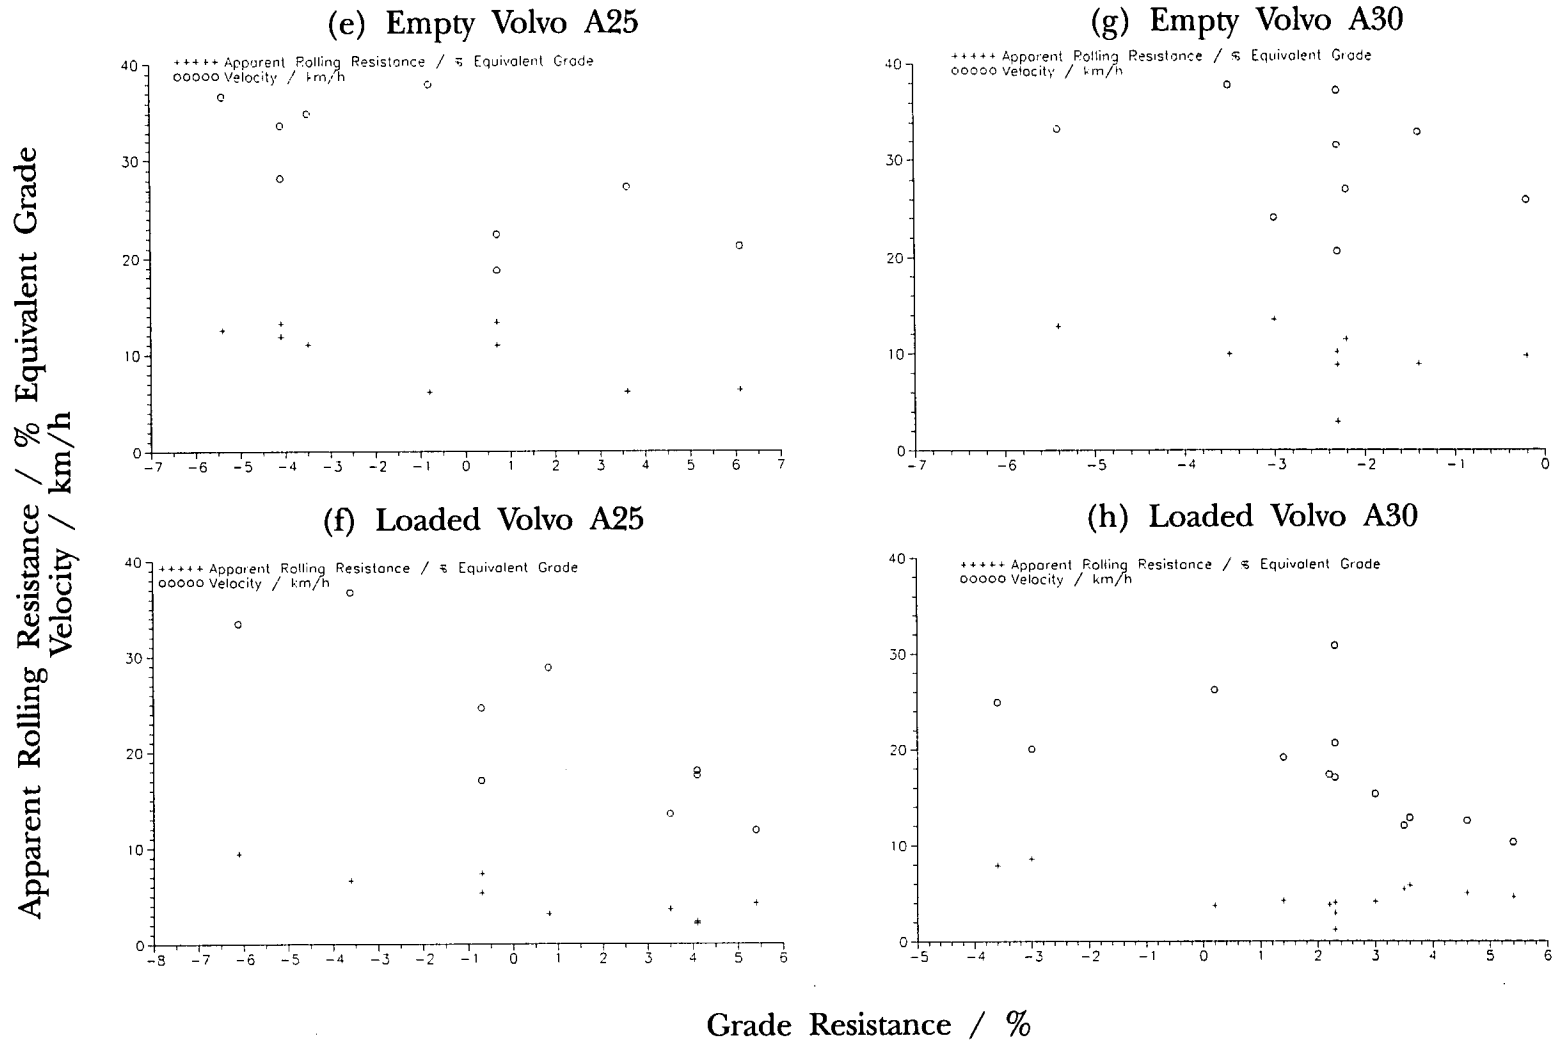 (e) Empty Volvo A25
+++++ Apparent Rolling Resistance / % Equivalent Grade
ooooo Velocity / km/h
40
30
20
10
0
-7 -6 -5 -4 -3 -2 -1 0 1 2 3 4 5 6 7
(g) Empty Volvo A30
+++++ Apparent Rolling Resistance / % Equivalent Grade
ooooo Velocity / km/h
40
30
20
10
0
-7 -6 -5 -4 -3 -2 -1 0
(f) Loaded Volvo A25
+++++ Apparent Rolling Resistance / % Equivalent Grade
ooooo Velocity / km/h
40
30
20
10
0
-8 -7 -6 -5 -4 -3 -2 -1 0 1 2 3 4 5 6
(h) Loaded Volvo A30
+++++ Apparent Rolling Resistance / % Equivalent Grade
ooooo Velocity / km/h
40
30
20
10
0
-5 -4 -3 -2 -1 0 1 2 3 4 5 6
Apparent Rolling Resistance / % Equivalent Grade
Velocity / km/h
Grade Resistance / %